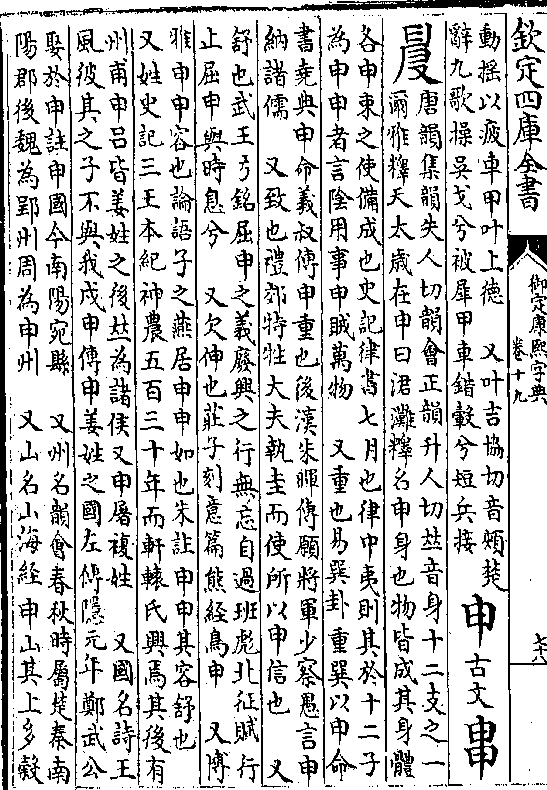 欽定四庫全書
御定康熙字典
卷十九
七十八
動揺以疲車甲叶上德 又叶吉協切音頰楚
辭九歌操吳戈兮被犀甲車錯轂兮短兵接
申古文𤰶
𦥔唐韻集韻失人切韻會正韻升人切𠀤音身十二支之一
爾雅釋天太歲在申曰涒灘釋名申身也物皆成其身體
各申束之使備成也史記律書七月也律中夷則其於十二子
為申申者言陰用事申賊萬物 又重也易巽卦重巽以申命
書堯典申命羲叔傳申重也後漢朱暉傳願將軍少察愚言申
納諸儒 又致也禮郊特牲大夫執圭而使所以申信也 又
舒也武王弓銘屈申之義廢興之行無忘自過班彪北征賦行
止屈申與時息兮 又欠伸也莊子刻意篇熊經鳥申 又博
雅申申容也論語子之燕居申申如也朱註申申其容舒也
又姓史記三王本紀神農五百三十年而軒轅氏興焉其後有
州甫申呂皆姜姓之後𠀤為諸侯又申屠複姓 又國名詩王
風彼其之子不與我戍申傳申姜姓之國左傳隱元年鄭武公
娶於申註申國今南陽宛縣 又州名韻會春秋時屬楚秦南
陽郡後魏為郢州周為申州 又山名山海經申山其上多榖